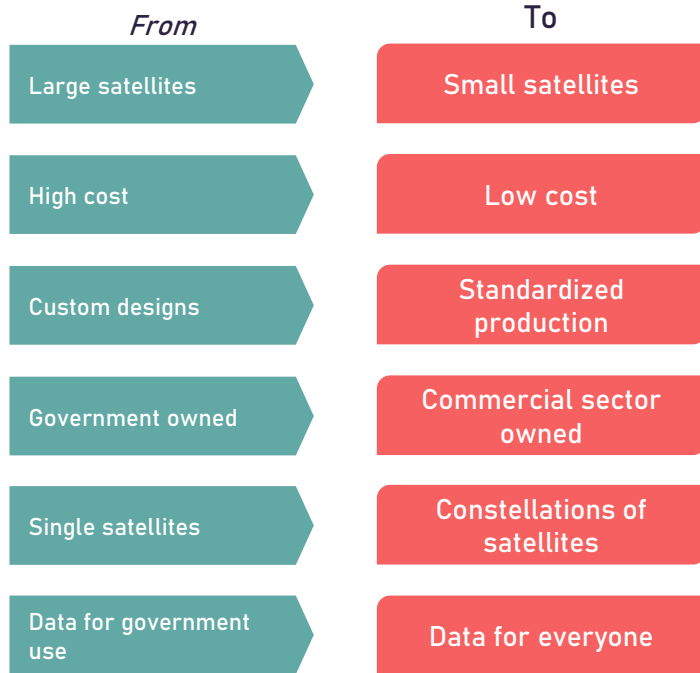 From
To
Large satellites
Small satellites
High cost
Low cost
Custom designs
Standardized
production
Government owned
Commercial sector
owned
Single satellites
Constellations of
satellites
Data for government
use
Data for everyone